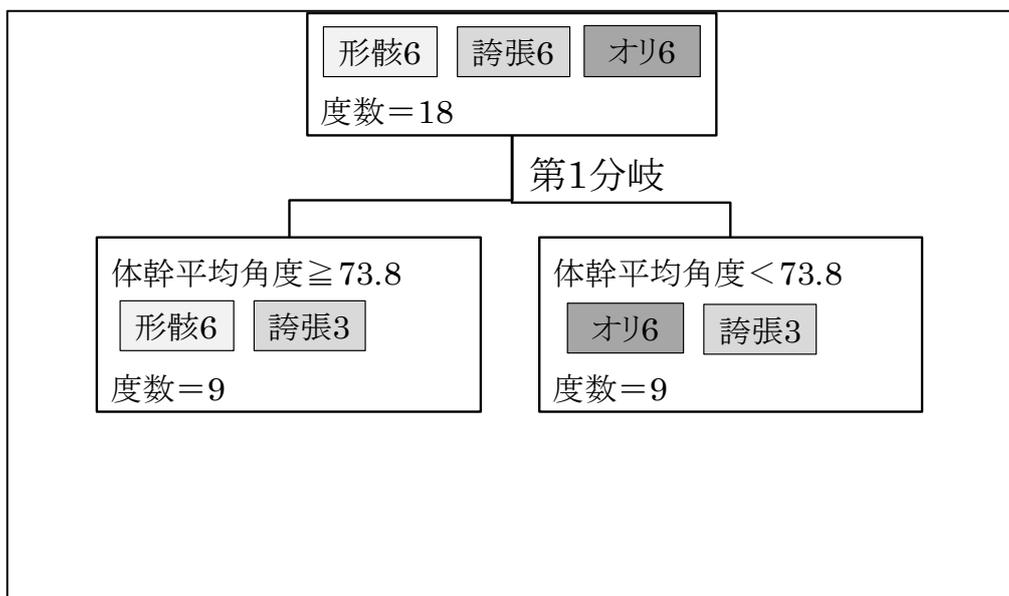 形骸6 誇張6 オリ6
度数＝18
第1分岐
体幹平均角度≧73.8
形骸6 誇張3
度数＝9
体幹平均角度＜73.8
オリ6 誇張3
度数＝9